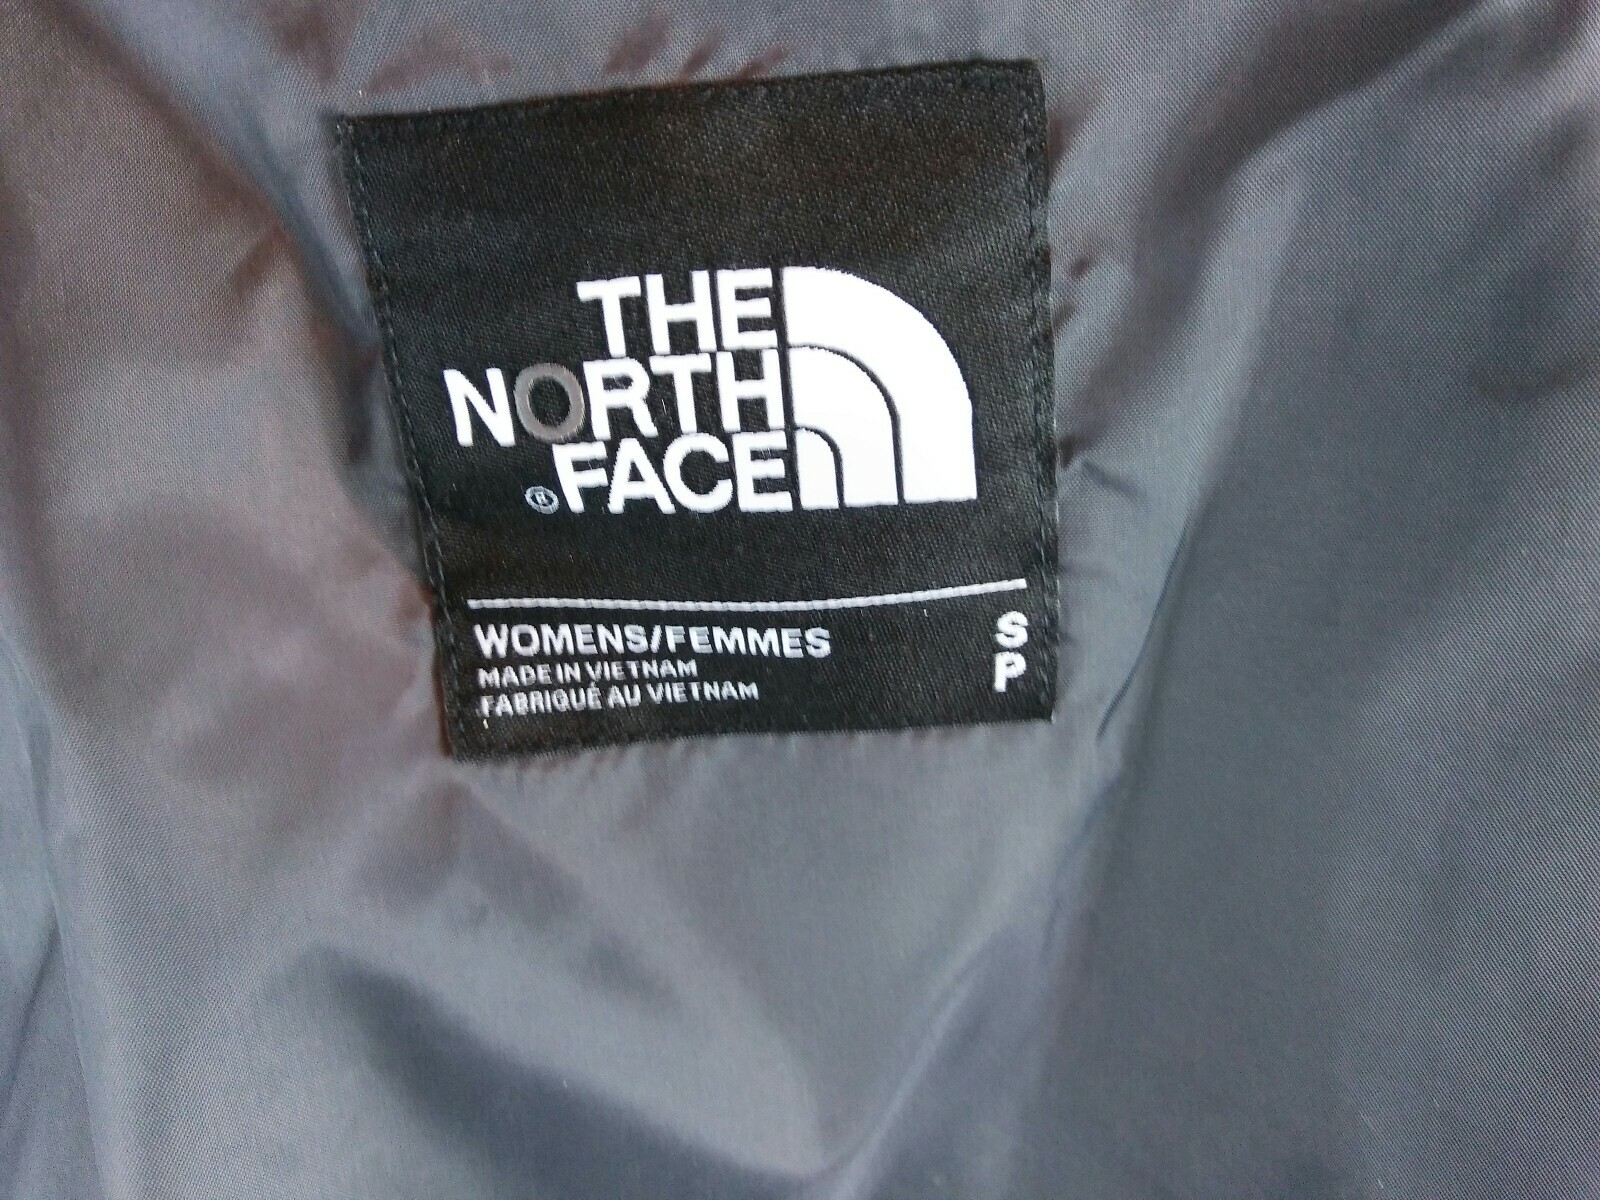 THE
NORTH
FACE
®
WOMENS/FEMMES
MADE IN VIETNAM
FABRIQUÉ AU VIETNAM
S
P